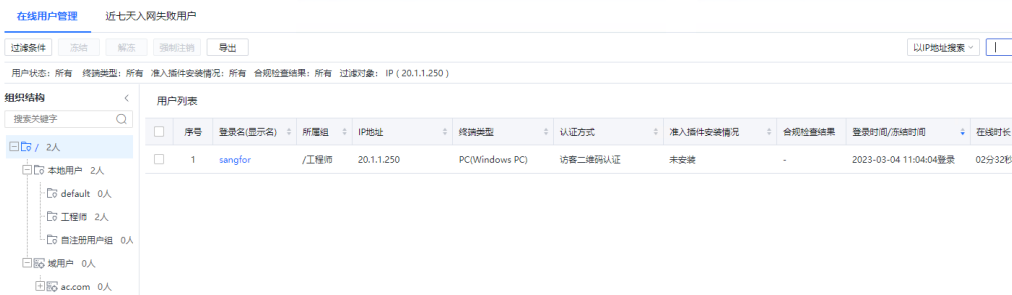 在线用户管理 近七天入网失败用户
过滤条件 冻结 解冻 强制注销 导出 以IP地址搜索
用户状态：所有 终端类型：所有 准入插件安装情况：所有 合规检查结果：所有 过滤对象： IP ( 20.1.1.250 )
组织结构
用户列表
搜索关键字
序号 登录名(显示名) 所属组 IP地址 终端类型 认证方式 准入插件安装情况 合规检查结果 登录时间/冻结时间 在线时长
/ 2人
1 sangfor /工程师 20.1.1.250 PC(Windows PC) 访客二维码认证 未安装 - 2023-03-04 11:04:04登录 02分32秒
本地用户 2人
default 0人
工程师 2人
自注册用户组 0人
域用户 0人
ac.com 0人